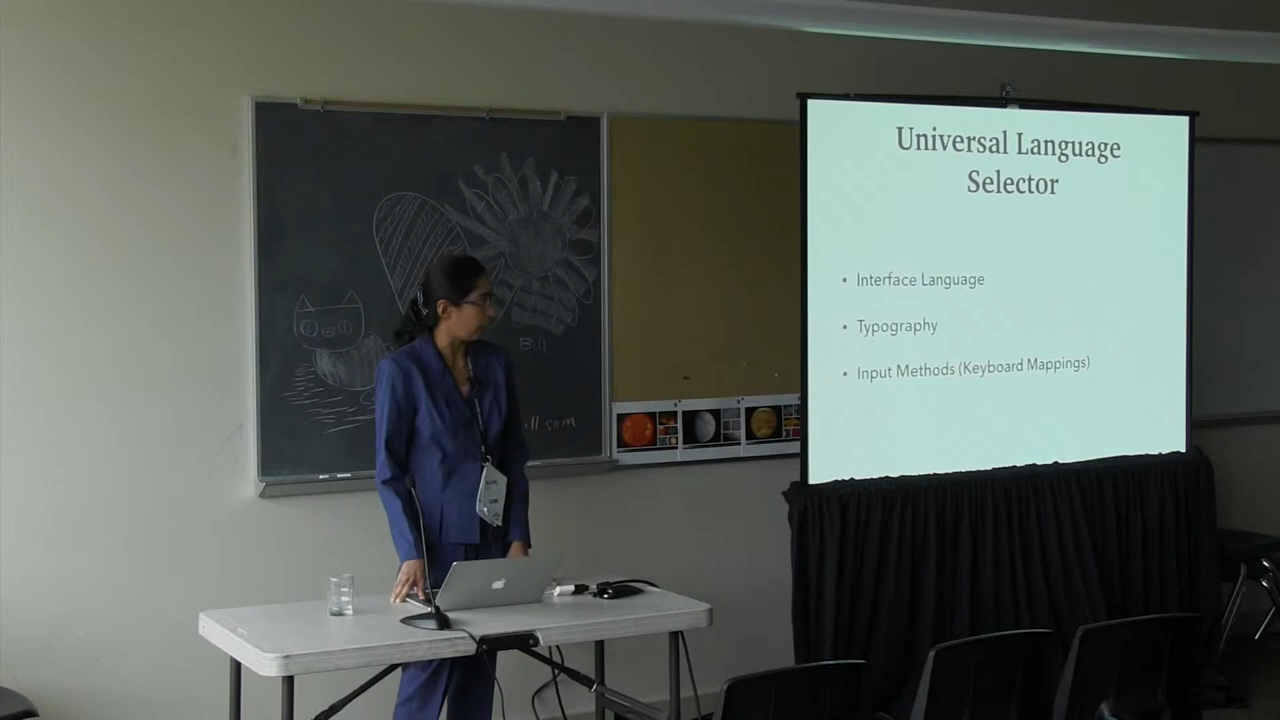 Universal Language
Selector
• Interface Language
• Typography
• Input Methods (Keyboard Mappings)
Bill